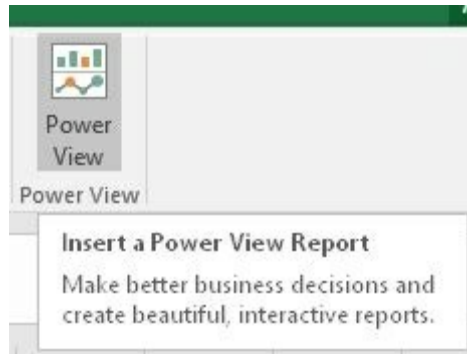 Power
View
Power View
Insert a Power View Report
Make better business decisions and
create beautiful, interactive reports.